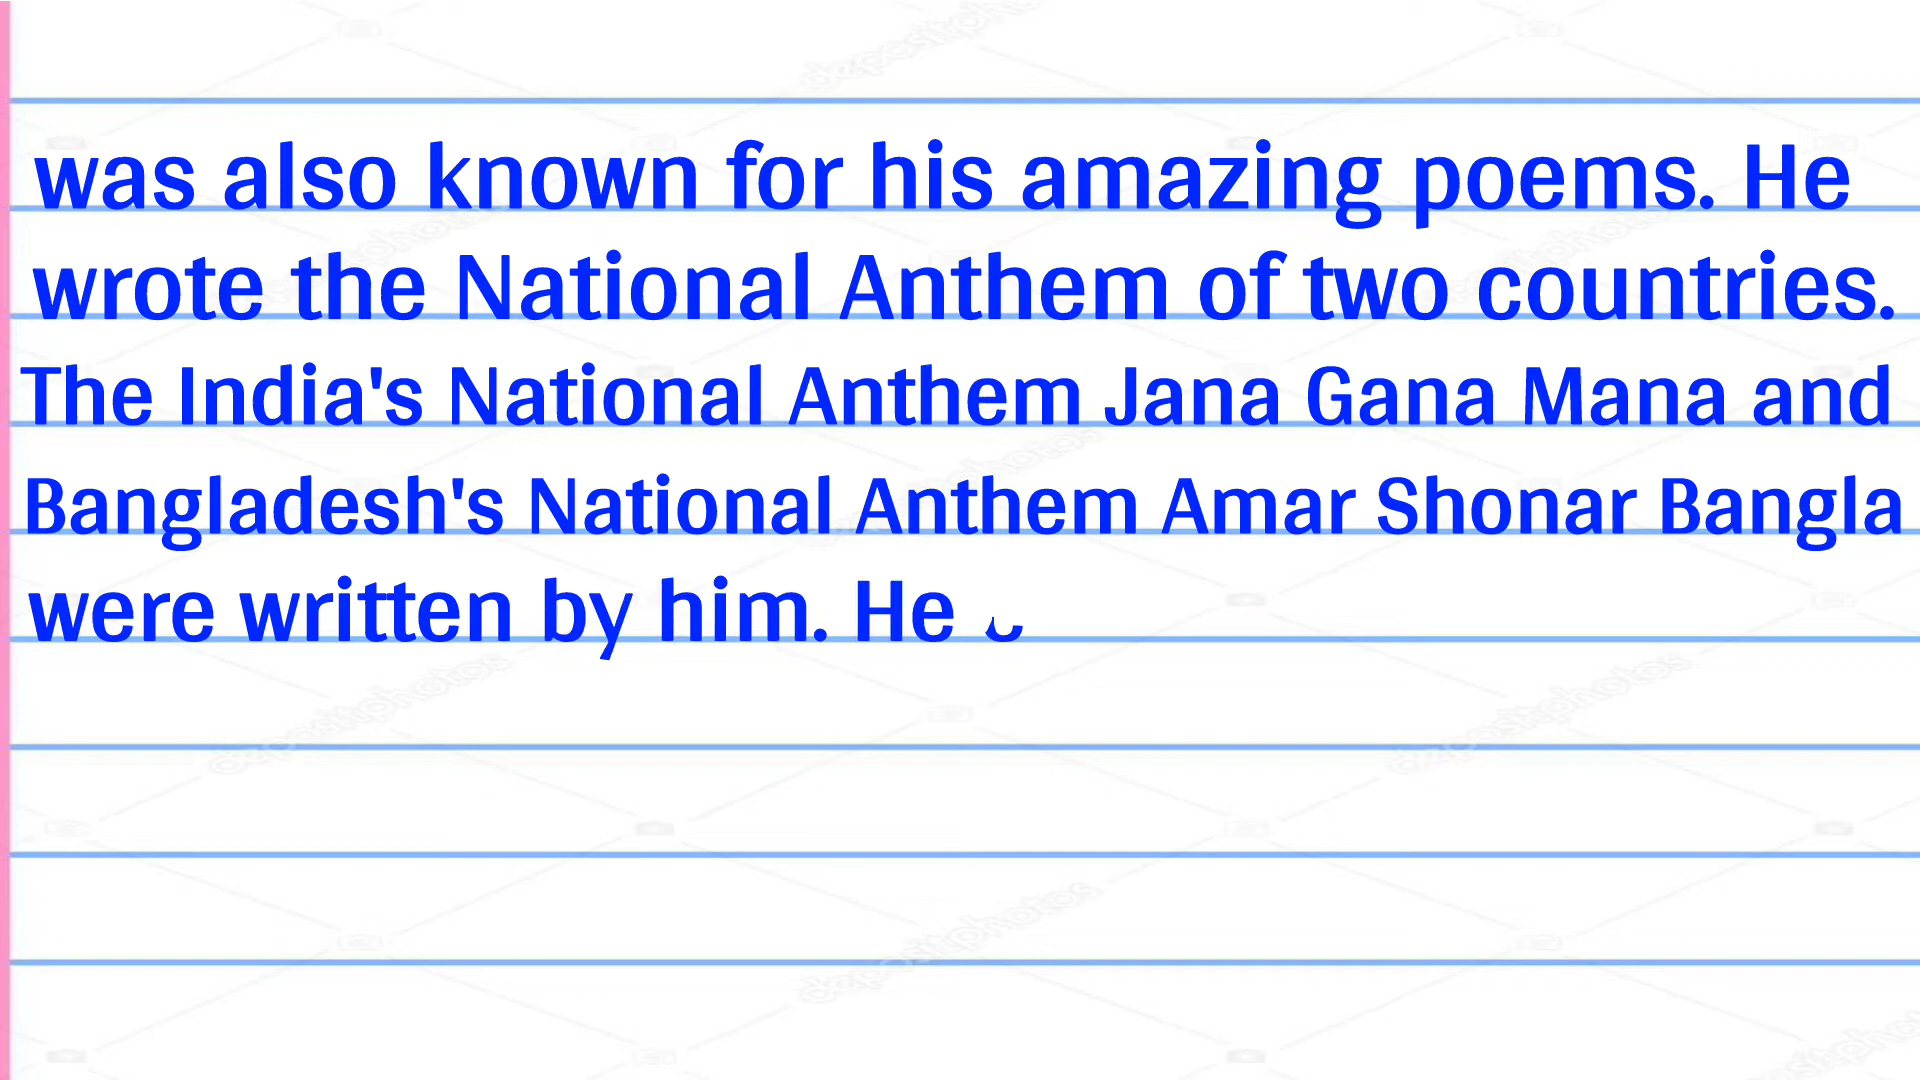 was also known for his amazing poems. He
wrote the National Anthem of two countries.
The India's National Anthem Jana Gana Mana and
Bangladesh's National Anthem Amar Shonar Bangla
were written by him. He